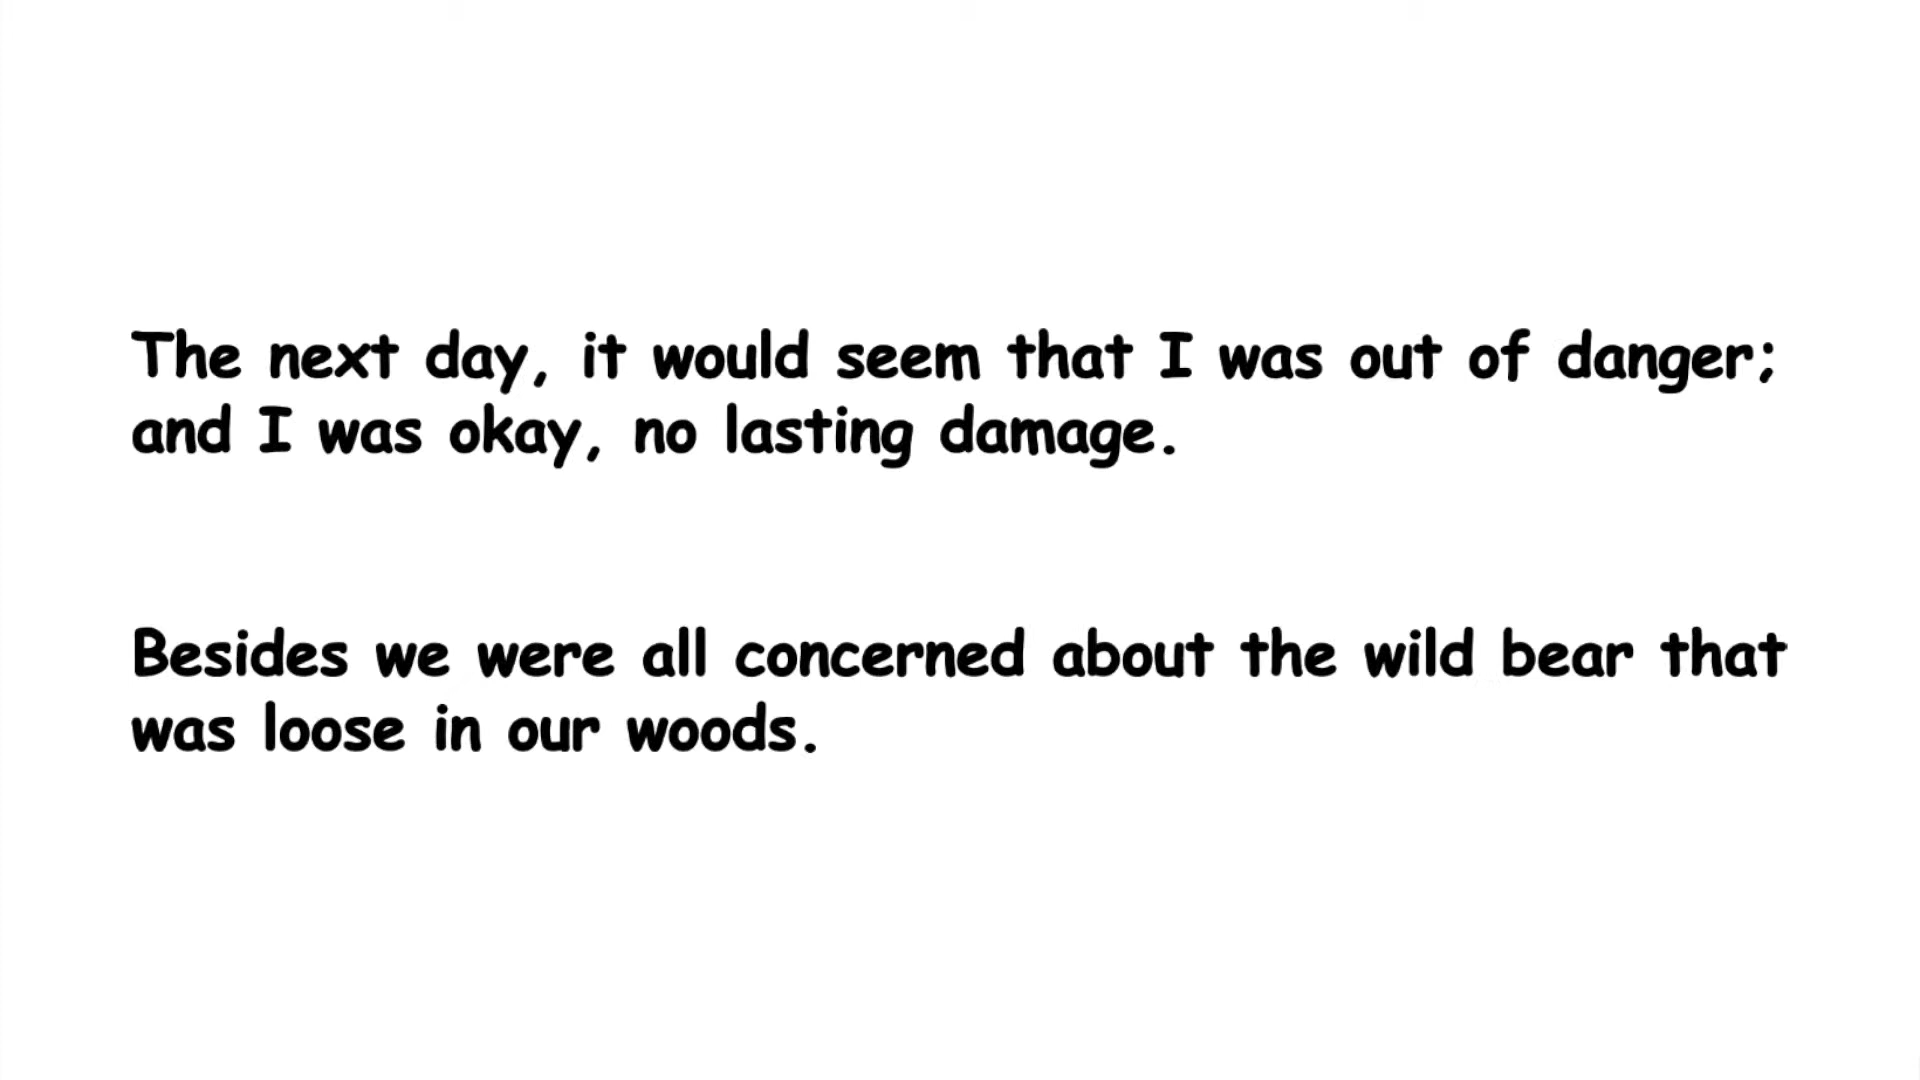 The next day, it would seem that I was out of danger;
and I was okay, no lasting damage.
Besides we were all concerned about the wild bear that
was loose in our woods.